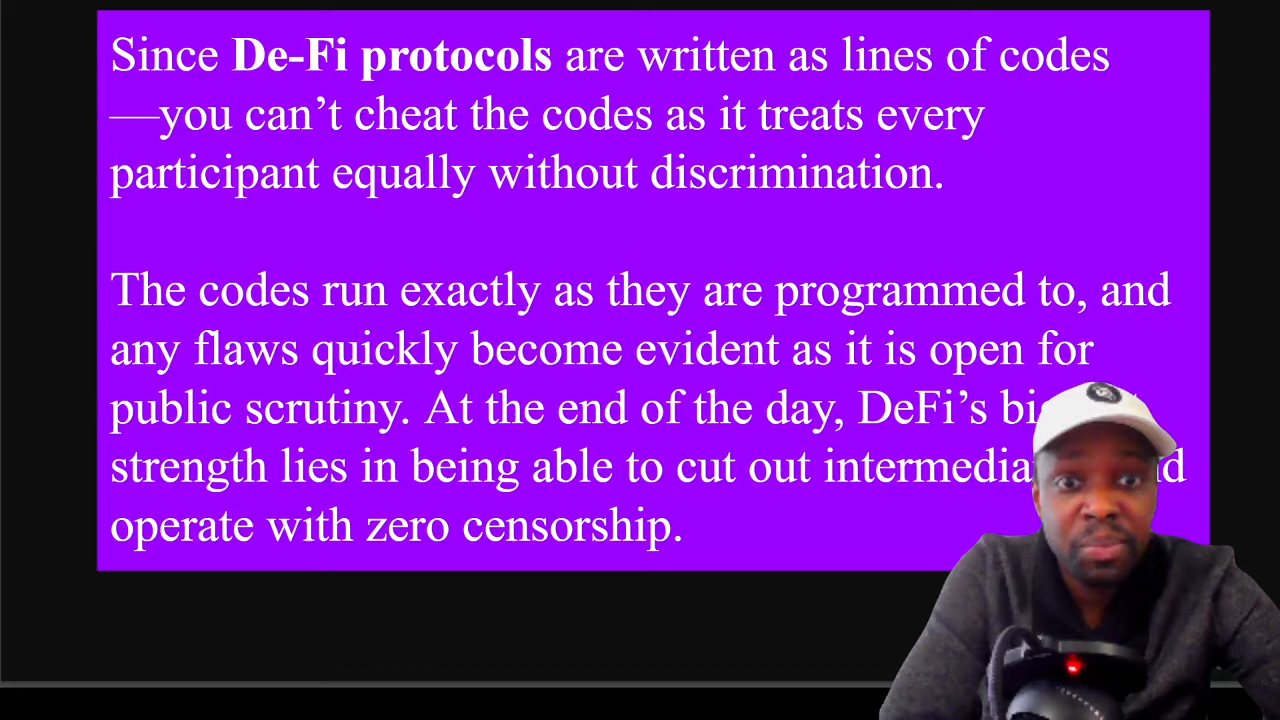 Since De-Fi protocols are written as lines of codes
—you can’t cheat the codes as it treats every
participant equally without discrimination.
The codes run exactly as they are programmed to, and
any flaws quickly become evident as it is open for
public scrutiny. At the end of the day, DeFi’s
strength lies in being able to cut out
operate with zero censorship.